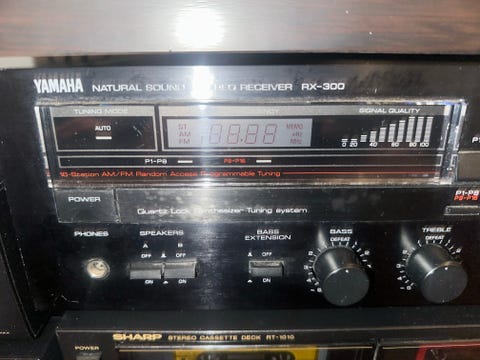 YAMAHA NATURAL SOUND STEREO RECEIVER RX-300
TUNING MODE FREQUENCY SIGNAL QUALITY
AUTO
ST
AM
FM
188.88
MEMO
kHz
MHz
0 20 40 60 80 100
P1-P8 P9-P16
16-Station AM/FM Random Access Programmable Tuning
POWER
P1-P8
P9-P16
Quartz Lock Synthesizer Tuning system
PHONES SPEAKERS BASS EXTENSION BASS TREBLE
A B
OFF OFF OFF DEFEAT DEFEAT
ON ON ON
SHARP STEREO CASSETTE DECK RT-1010
POWER